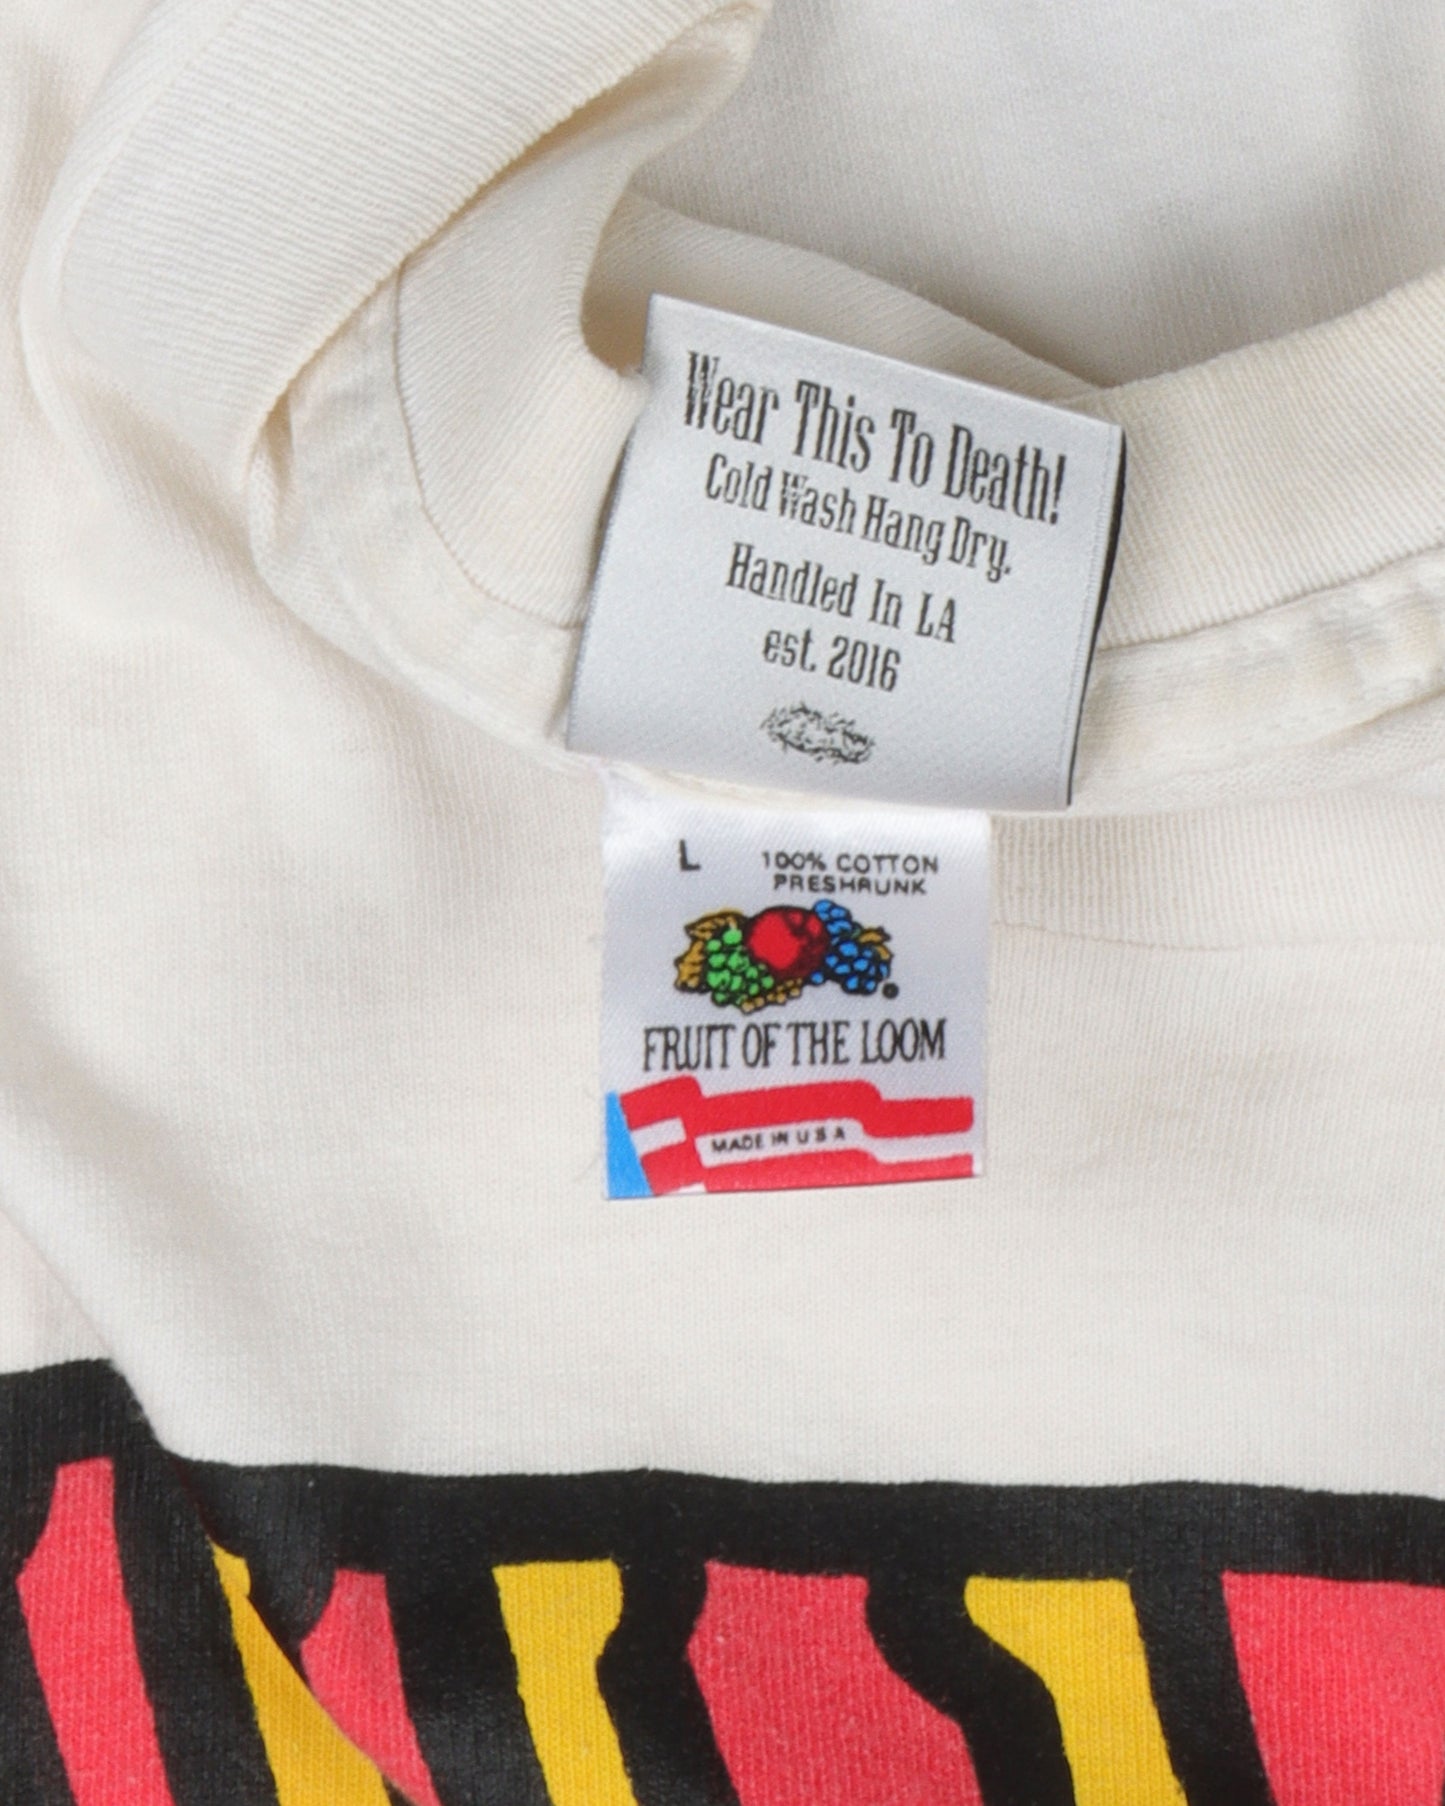 Wear This To Death!
Cold Wash Hang Dry.
Handled In LA
est. 2016
L
100% COTTON
PRESHRUNK
FRUIT OF THE LOOM
MADE IN U S A